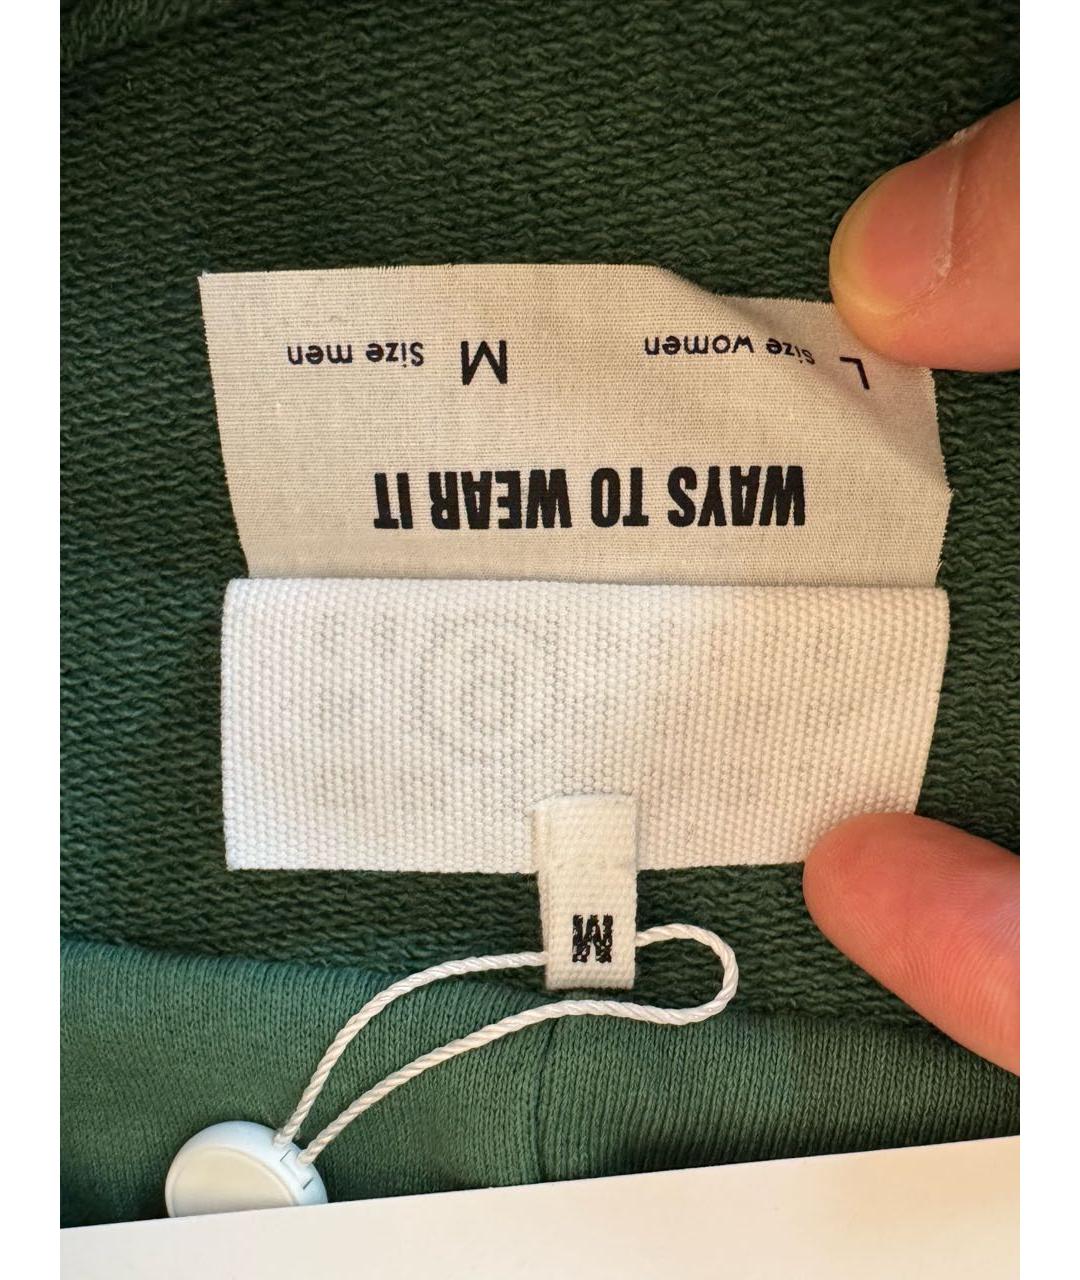 M
WAYS TO WEAR IT
L Size women M Size men